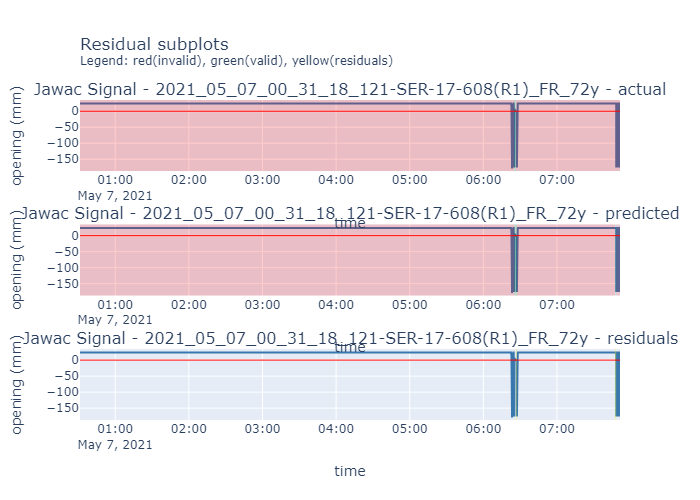 Residual subplots
Legend: red(invalid), green(valid), yellow(residuals)
Jawac Signal - 2021_05_07_00_31_18_121-SER-17-608(R1)_FR_72y - actual
opening (mm)
0
−50
−100
−150
01:00 02:00 03:00 04:00 05:00 06:00 07:00
May 7, 2021
time
Jawac Signal - 2021_05_07_00_31_18_121-SER-17-608(R1)_FR_72y - predicted
opening (mm)
0
−50
−100
−150
01:00 02:00 03:00 04:00 05:00 06:00 07:00
May 7, 2021
time
Jawac Signal - 2021_05_07_00_31_18_121-SER-17-608(R1)_FR_72y - residuals
opening (mm)
0
−50
−100
−150
01:00 02:00 03:00 04:00 05:00 06:00 07:00
May 7, 2021
time